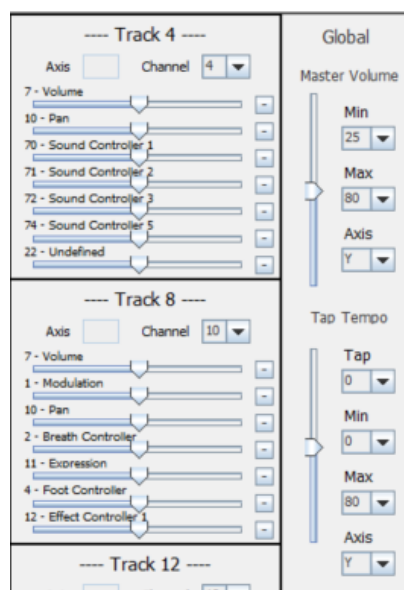 ---- Track 4 ----
Axis Channel 4
7 - Volume
10 - Pan
70 - Sound Controller 1
71 - Sound Controller 2
72 - Sound Controller 3
74 - Sound Controller 5
22 - Undefined
---- Track 8 ----
Axis Channel 10
7 - Volume
1 - Modulation
10 - Pan
2 - Breath Controller
11 - Expression
4 - Foot Controller
12 - Effect Controller 1
---- Track 12 ----
Global
Master Volume
Min
25
Max
80
Axis
Y
Tap Tempo
Tap
0
Min
0
Max
80
Axis
Y